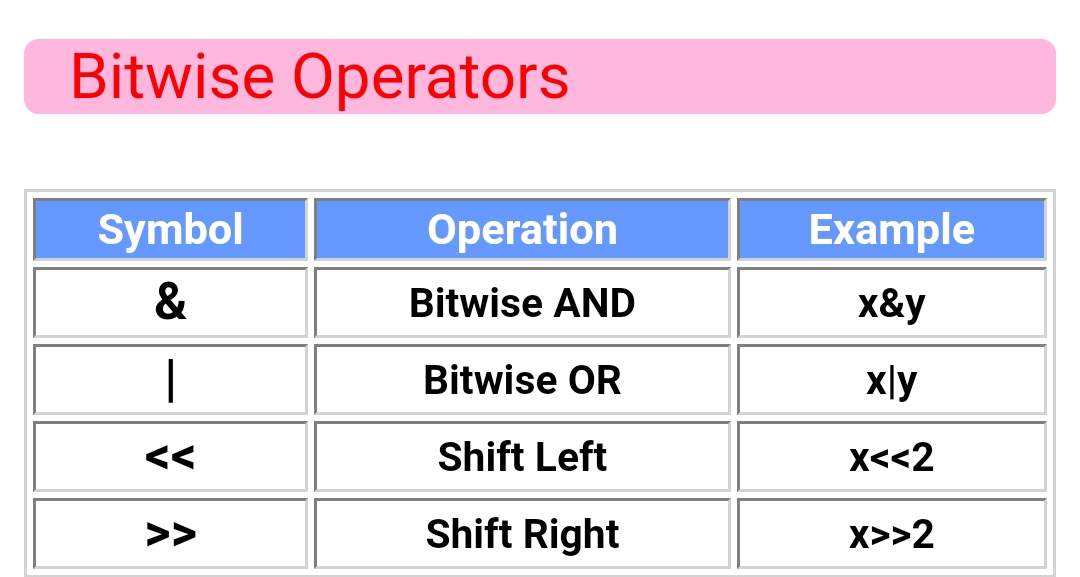 Bitwise Operators
Symbol Operation Example
& Bitwise AND x&y
| Bitwise OR x|y
<< Shift Left x<<2
>> Shift Right x>>2